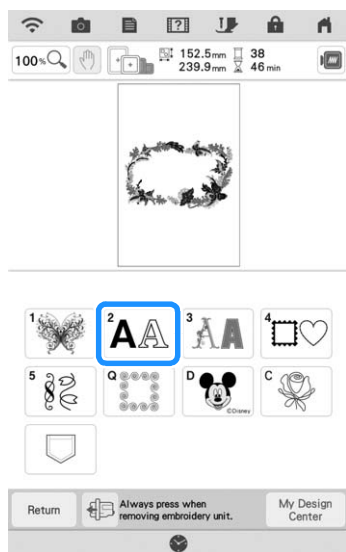 100% 152.5mm 38
239.9mm 46 min
1 2 AA 3 AA 4
5 Q D C
©Disney
Return Always press when removing embroidery unit. My Design Center